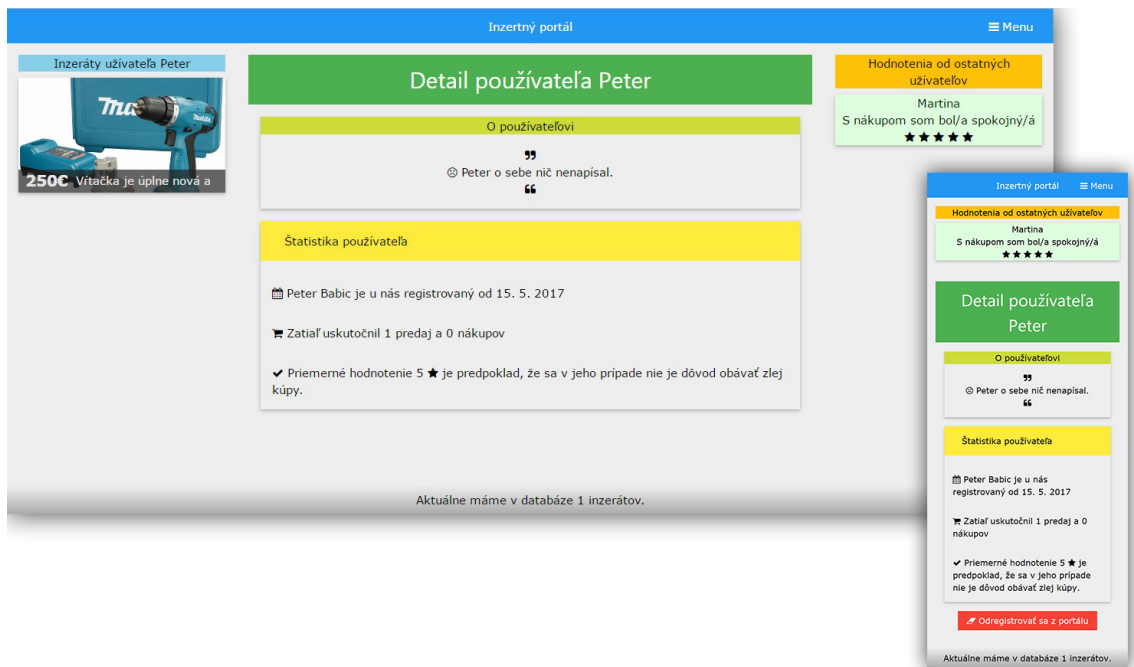 Inzertný portál
Menu
Inzeráty užívateľa Peter
Makita
250€ Vŕtačka je úplne nová a
Detail používateľa Peter
O používateľovi
Peter o sebe nič nenapísal.
Štatistika používateľa
Peter Babic je u nás registrovaný od 15. 5. 2017
Zatiaľ uskutočnil 1 predaj a 0 nákupov
Priemerné hodnotenie 5 ★ je predpoklad, že sa v jeho prípade nie je dôvod obávať zlej
kúpy.
Hodnotenia od ostatných
užívateľov
Martina
S nákupom som bol/a spokojný/á
★★★★★
Aktuálne máme v databáze 1 inzerátov.
Inzertný portál
Menu
Hodnotenia od ostatných užívateľov
Martina
S nákupom som bol/a spokojný/á
★★★★★
Detail používateľa
Peter
O používateľovi
Peter o sebe nič nenapísal.
Štatistika používateľa
Peter Babic je u nás
registrovaný od 15. 5. 2017
Zatiaľ uskutočnil 1 predaj a 0
nákupov
Priemerné hodnotenie 5 ★ je
predpoklad, že sa v jeho prípade
nie je dôvod obávať zlej kúpy.
Odregistrovať sa z portálu
Aktuálne máme v databáze 1 inzerátov.